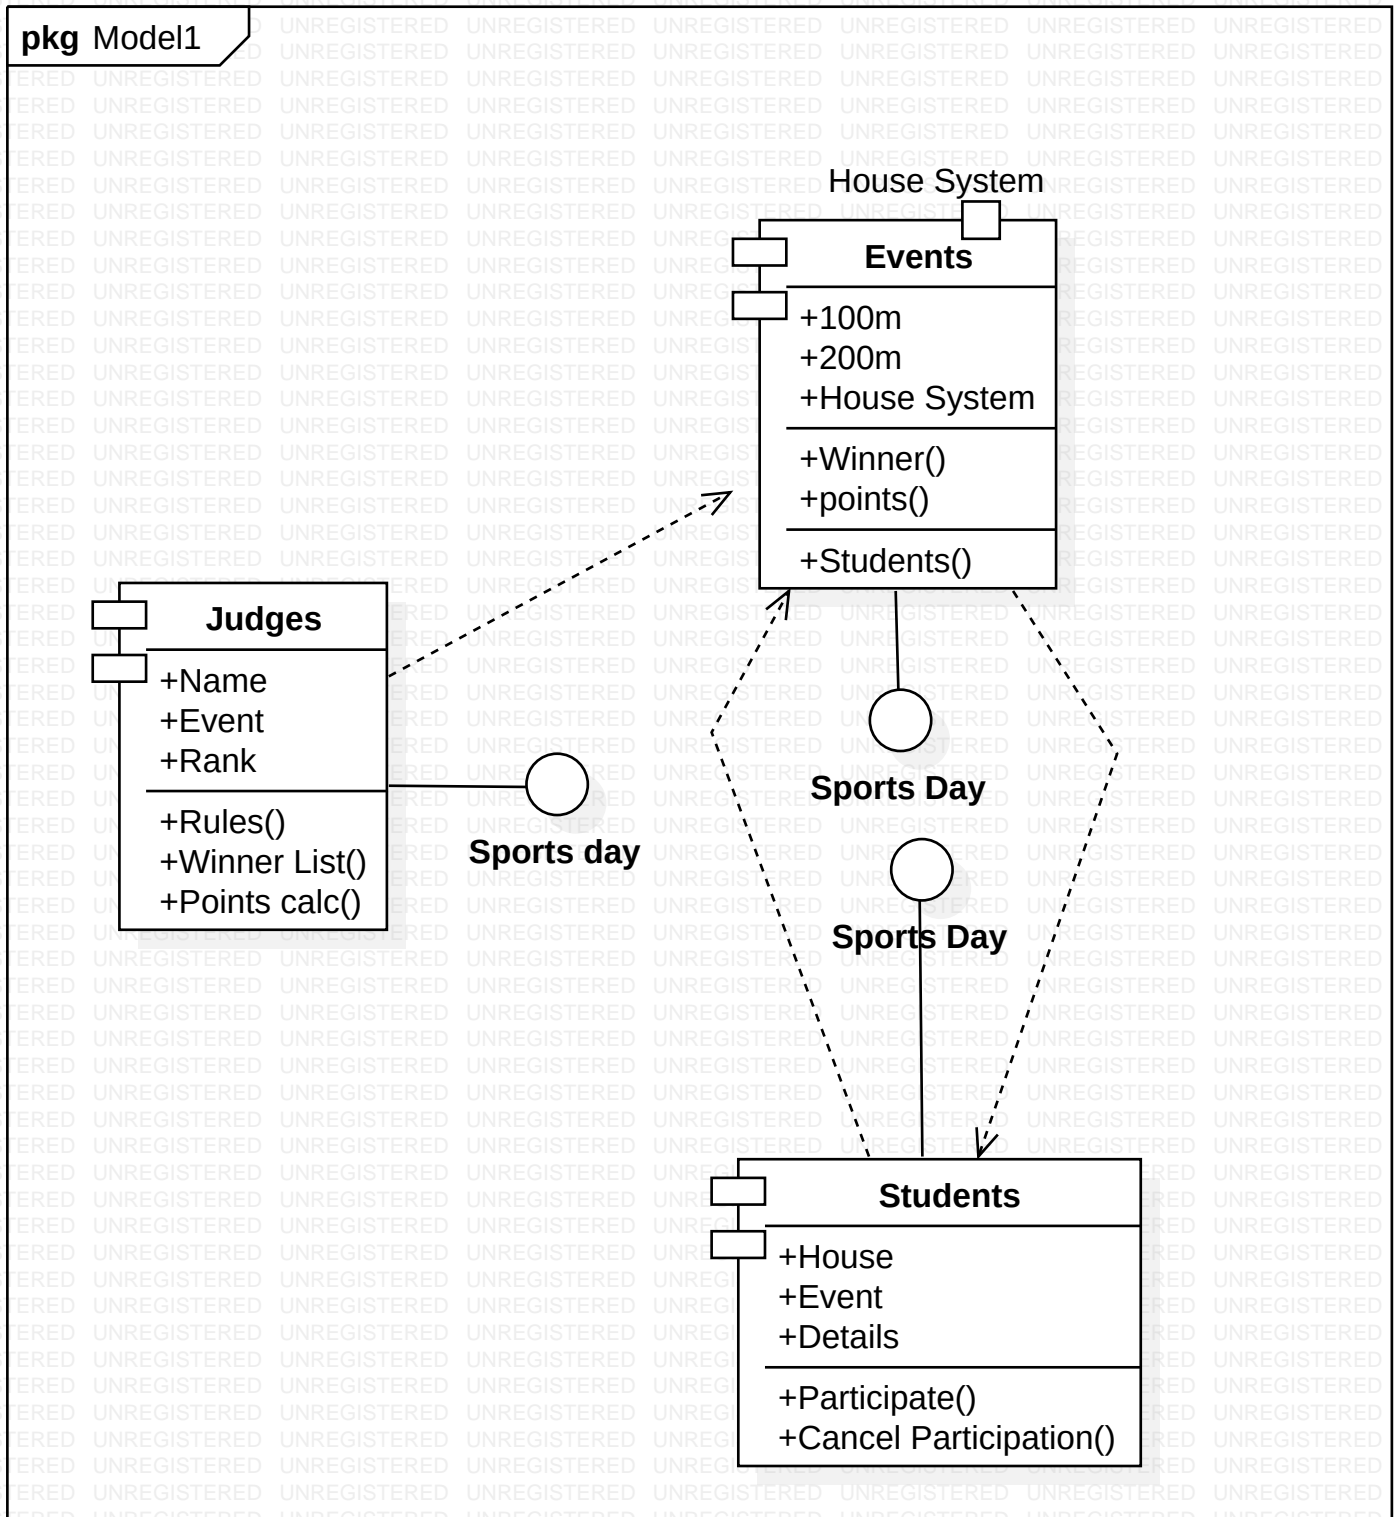 pkg Model1
House System
Events
+100m
+200m
+House System
+Winner()
+points()
+Students()
Judges
+Name
+Event
+Rank
+Rules()
+Winner List()
+Points calc()
Sports day
Sports Day
Sports Day
Students
+House
+Event
+Details
+Participate()
+Cancel Participation()
UNREGISTERED